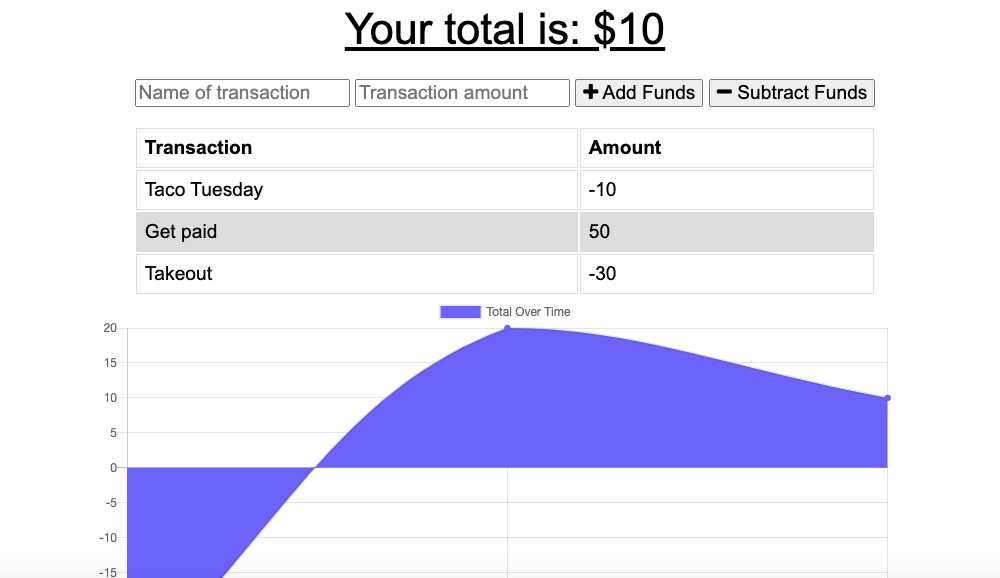 Your total is: $10
Name of transaction Transaction amount Add Funds Subtract Funds
Transaction Amount
Taco Tuesday -10
Get paid 50
Takeout -30
Total Over Time
20
15
10
5
0
-5
-10
-15